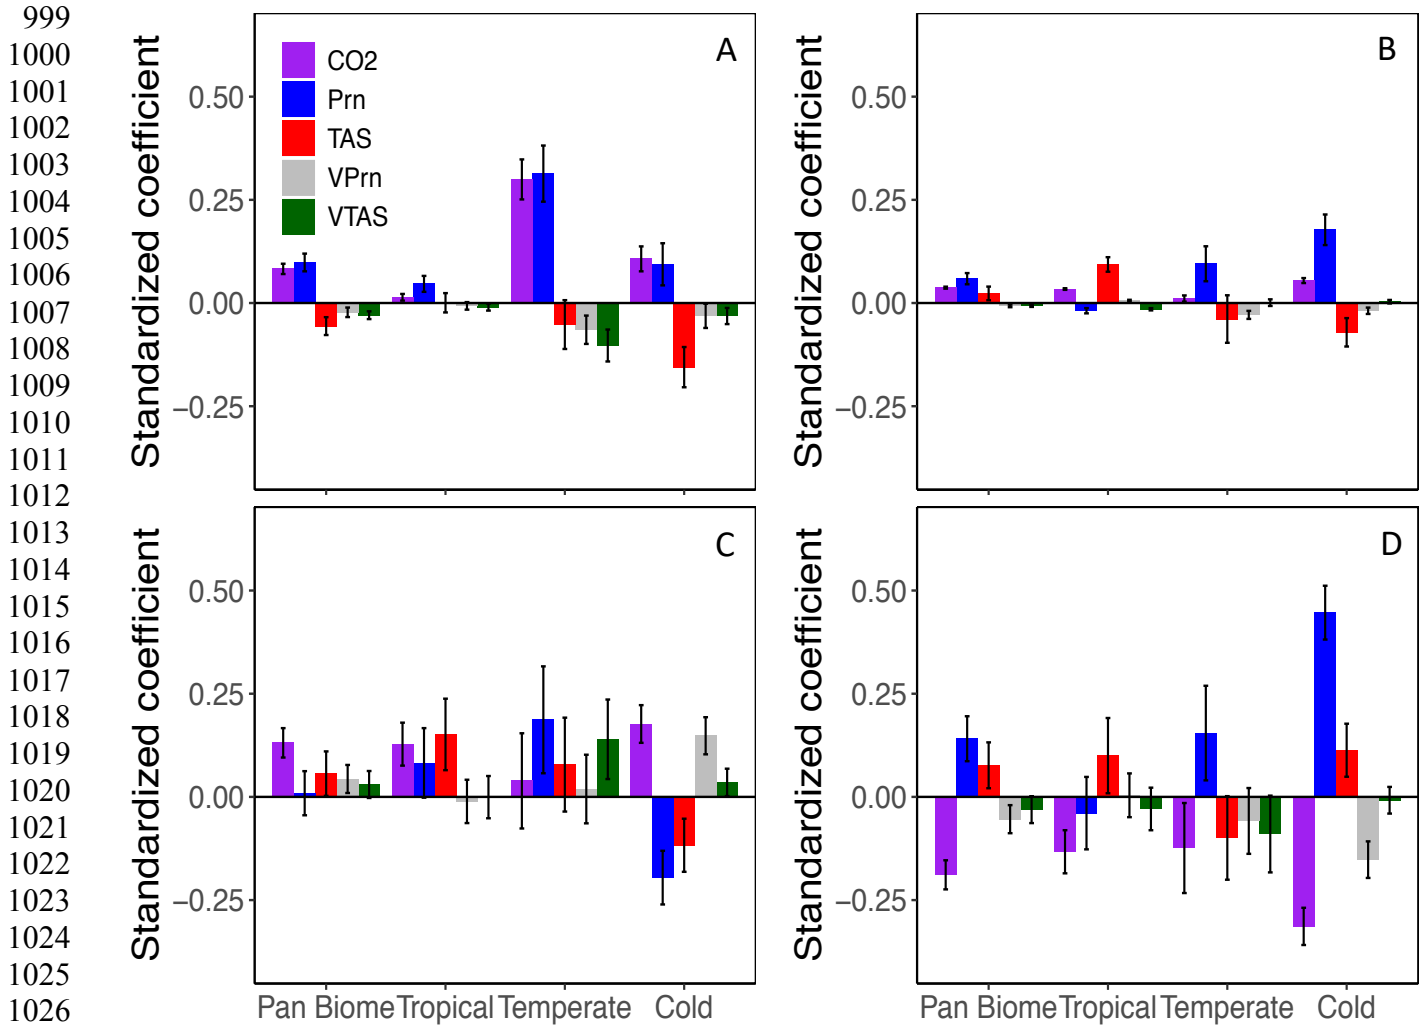 999
1000
1001
1002
1003
1004
1005
1006
1007
1008
1009
1010
1011
1012
1013
1014
1015
1016
1017
1018
1019
1020
1021
1022
1023
1024
1025
1026
Standardized coefficient
0.50
0.25
0.00
−0.25
CO2
Prn
TAS
VPrn
VTAS
A
Standardized coefficient
0.50
0.25
0.00
−0.25
B
Standardized coefficient
0.50
0.25
0.00
−0.25
C
Pan Biome Tropical Temperate Cold
Standardized coefficient
0.50
0.25
0.00
−0.25
D
Pan Biome Tropical Temperate Cold